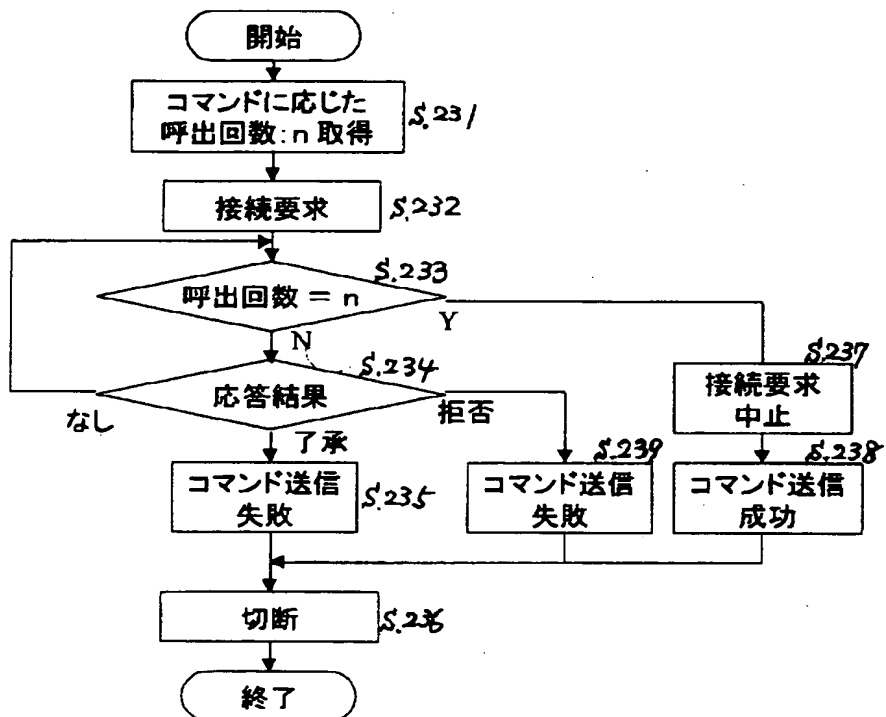 開始
コマンドに応じた
呼出回数:n 取得
S.231
接続要求
S.232
S.233
呼出回数 = n
Y
N
S.234
応答結果
なし
拒否
了承
S.237
接続要求
中止
コマンド送信
失敗
S.235
S.239
コマンド送信
失敗
S.238
コマンド送信
成功
切断
S.236
終了